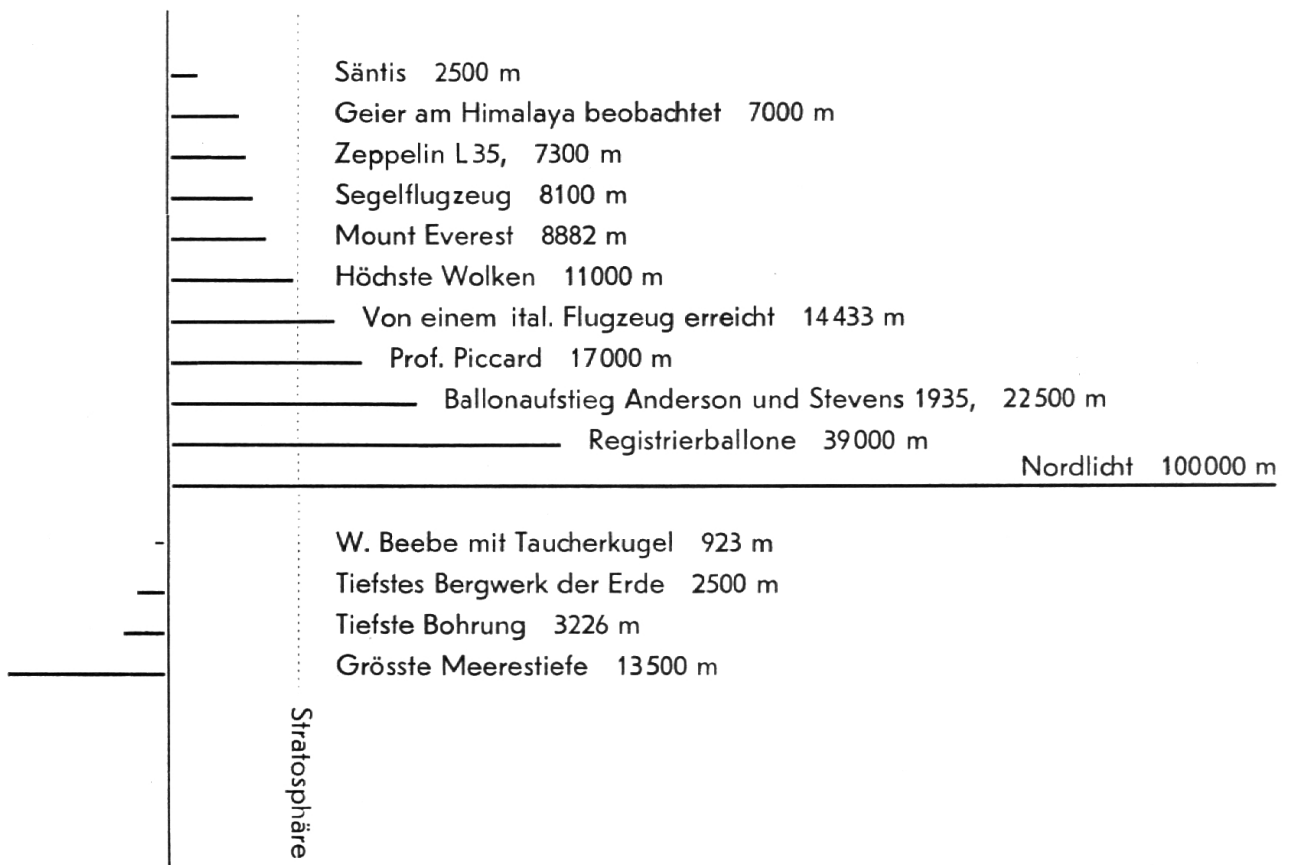 Säntis 2500 m
Geier am Himalaya beobachtet 7000 m
Zeppelin L 35, 7300 m
Segelflugzeug 8100 m
Mount Everest 8882 m
Höchste Wolken 11000 m
Von einem ital. Flugzeug erreicht 14433 m
Prof. Piccard 17000 m
Ballonaufstieg Anderson und Stevens 1935, 22500 m
Registrierballone 39000 m
Nordlicht 100000 m
W. Beebe mit Taucherkugel 923 m
Tiefstes Bergwerk der Erde 2500 m
Tiefste Bohrung 3226 m
Grösste Meerestiefe 13500 m
Stratosphäre